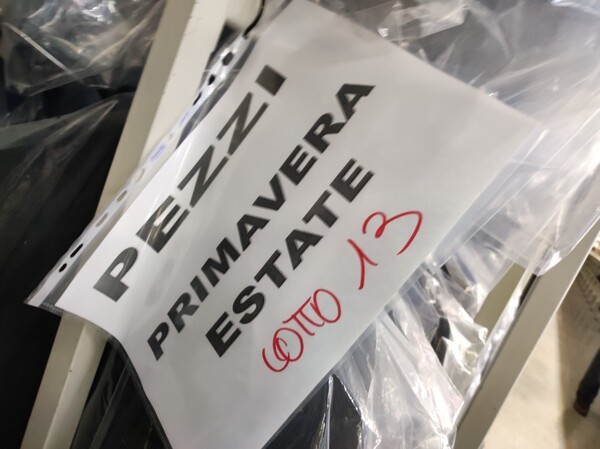 PEZZI
PRIMAVERA
ESTATE
LOTTO 13